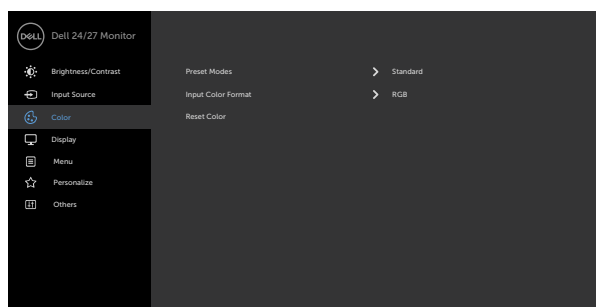 DELL Dell 24/27 Monitor
Brightness/Contrast Preset Modes Standard
Input Source Input Color Format RGB
Color Reset Color
Display
Menu
Personalize
Others